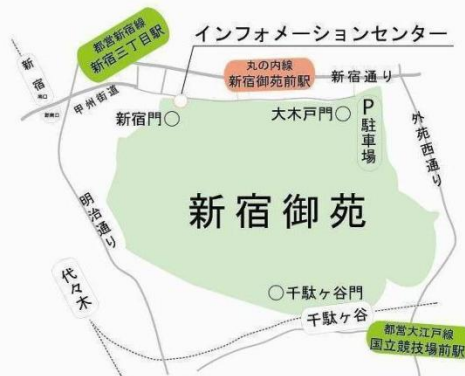 都営新宿線
新宿三丁目駅
インフォメーションセンター
丸の内線
新宿御苑前駅
新宿通り
新宿
南口
甲州街道
新宿門
大木戸門
P
駐車場
外苑西通り
明治通り
新宿御苑
代々木
千駄ヶ谷門
千駄ヶ谷
都営大江戸線
国立競技場前駅